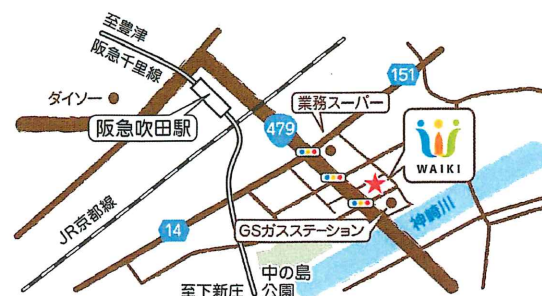 至豊津
阪急千里線
ダイソー
阪急吹田駅
479
業務スーパー
151
WAIKI
JR京都線
14
GSガスステーション
神崎川
中の島
公園
至下新庄